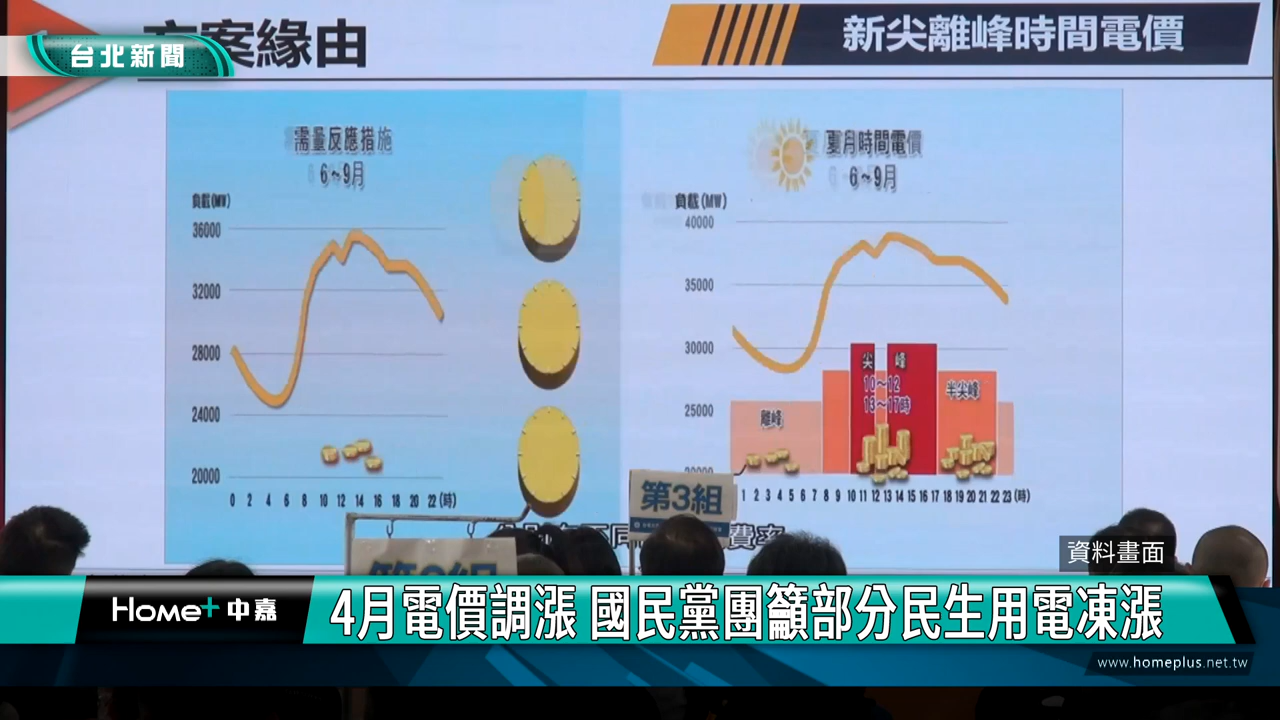 方案緣由
新尖離峰時間電價
台北新聞
需量反應措施
6~9月
負載(MW)
36000
32000
28000
24000
20000
0 2 4 6 8 10 12 14 16 18 20 22(時)
夏月時間電價
6~9月
負載(MW)
40000
35000
30000
25000
離峰
尖峰
10~12
13~17時
半尖峰
1 2 3 4 5 6 7 8 9 10 11 12 13 14 15 16 17 18 19 20 21 22 23(時)
第3組
費率
資料畫面
Home+中嘉
4月電價調漲 國民黨團籲部分民生用電凍漲
www.homeplus.net.tw